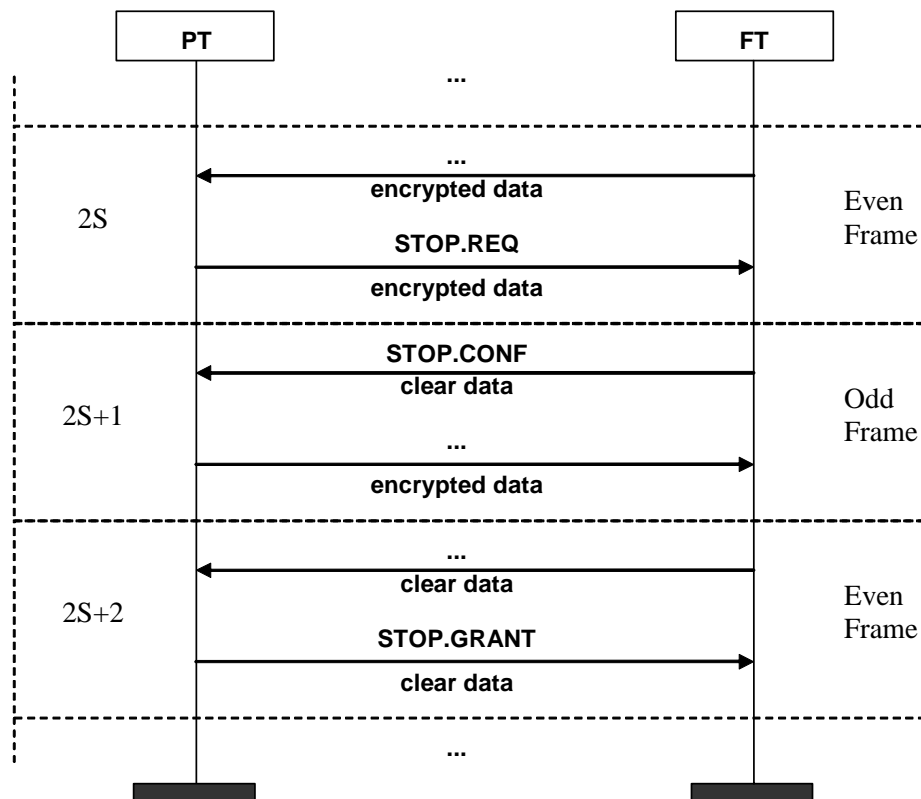 PT
FT
...
...
encrypted data
2S
Even
Frame
STOP.REQ
encrypted data
STOP.CONF
clear data
2S+1
Odd
Frame
...
encrypted data
...
clear data
2S+2
Even
Frame
STOP.GRANT
clear data
...